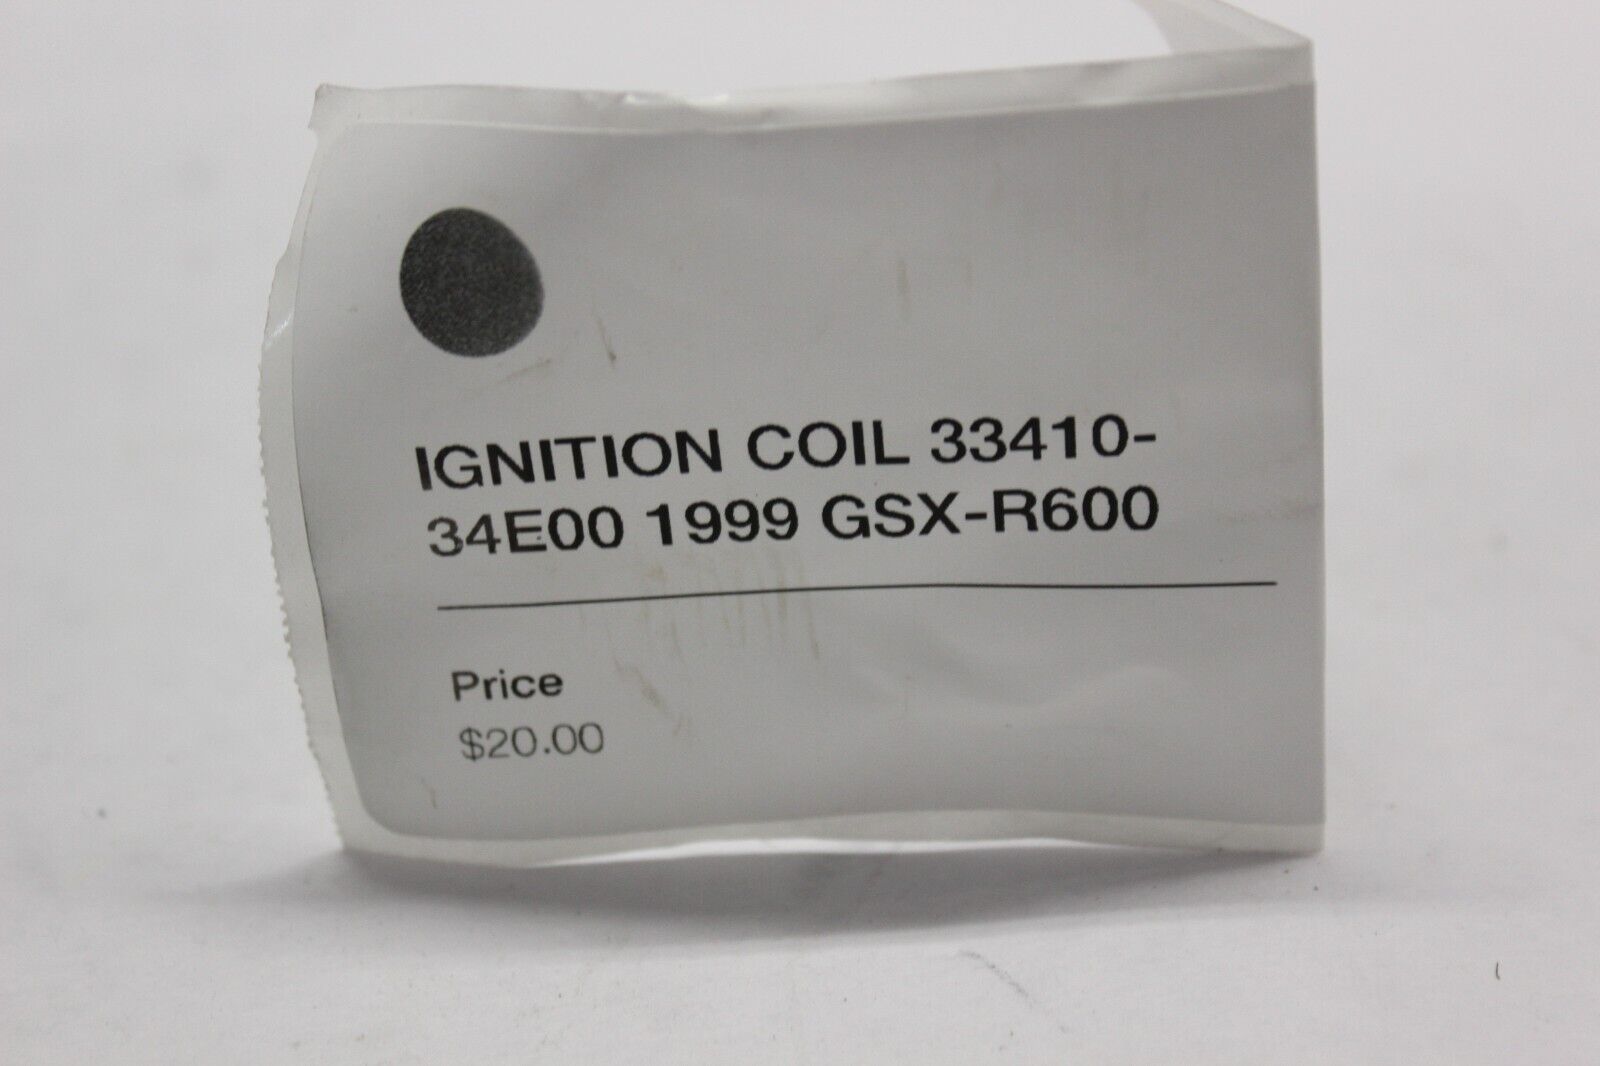 IGNITION COIL 33410-
34E00 1999 GSX-R600
Price
$20.00